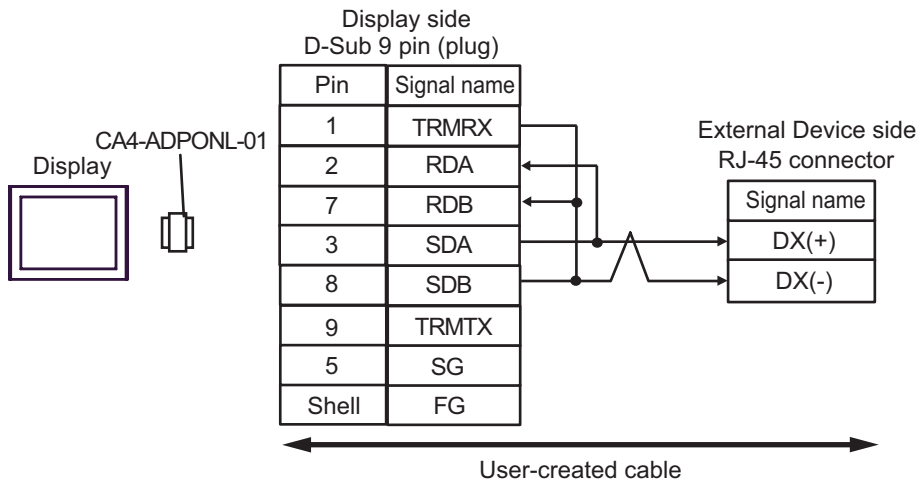 Display side
D-Sub 9 pin (plug)
Pin Signal name
1 TRMRX
2 RDA
7 RDB
3 SDA
8 SDB
9 TRMTX
5 SG
Shell FG
CA4-ADPONL-01
Display
External Device side
RJ-45 connector
Signal name
DX(+)
DX(-)
User-created cable